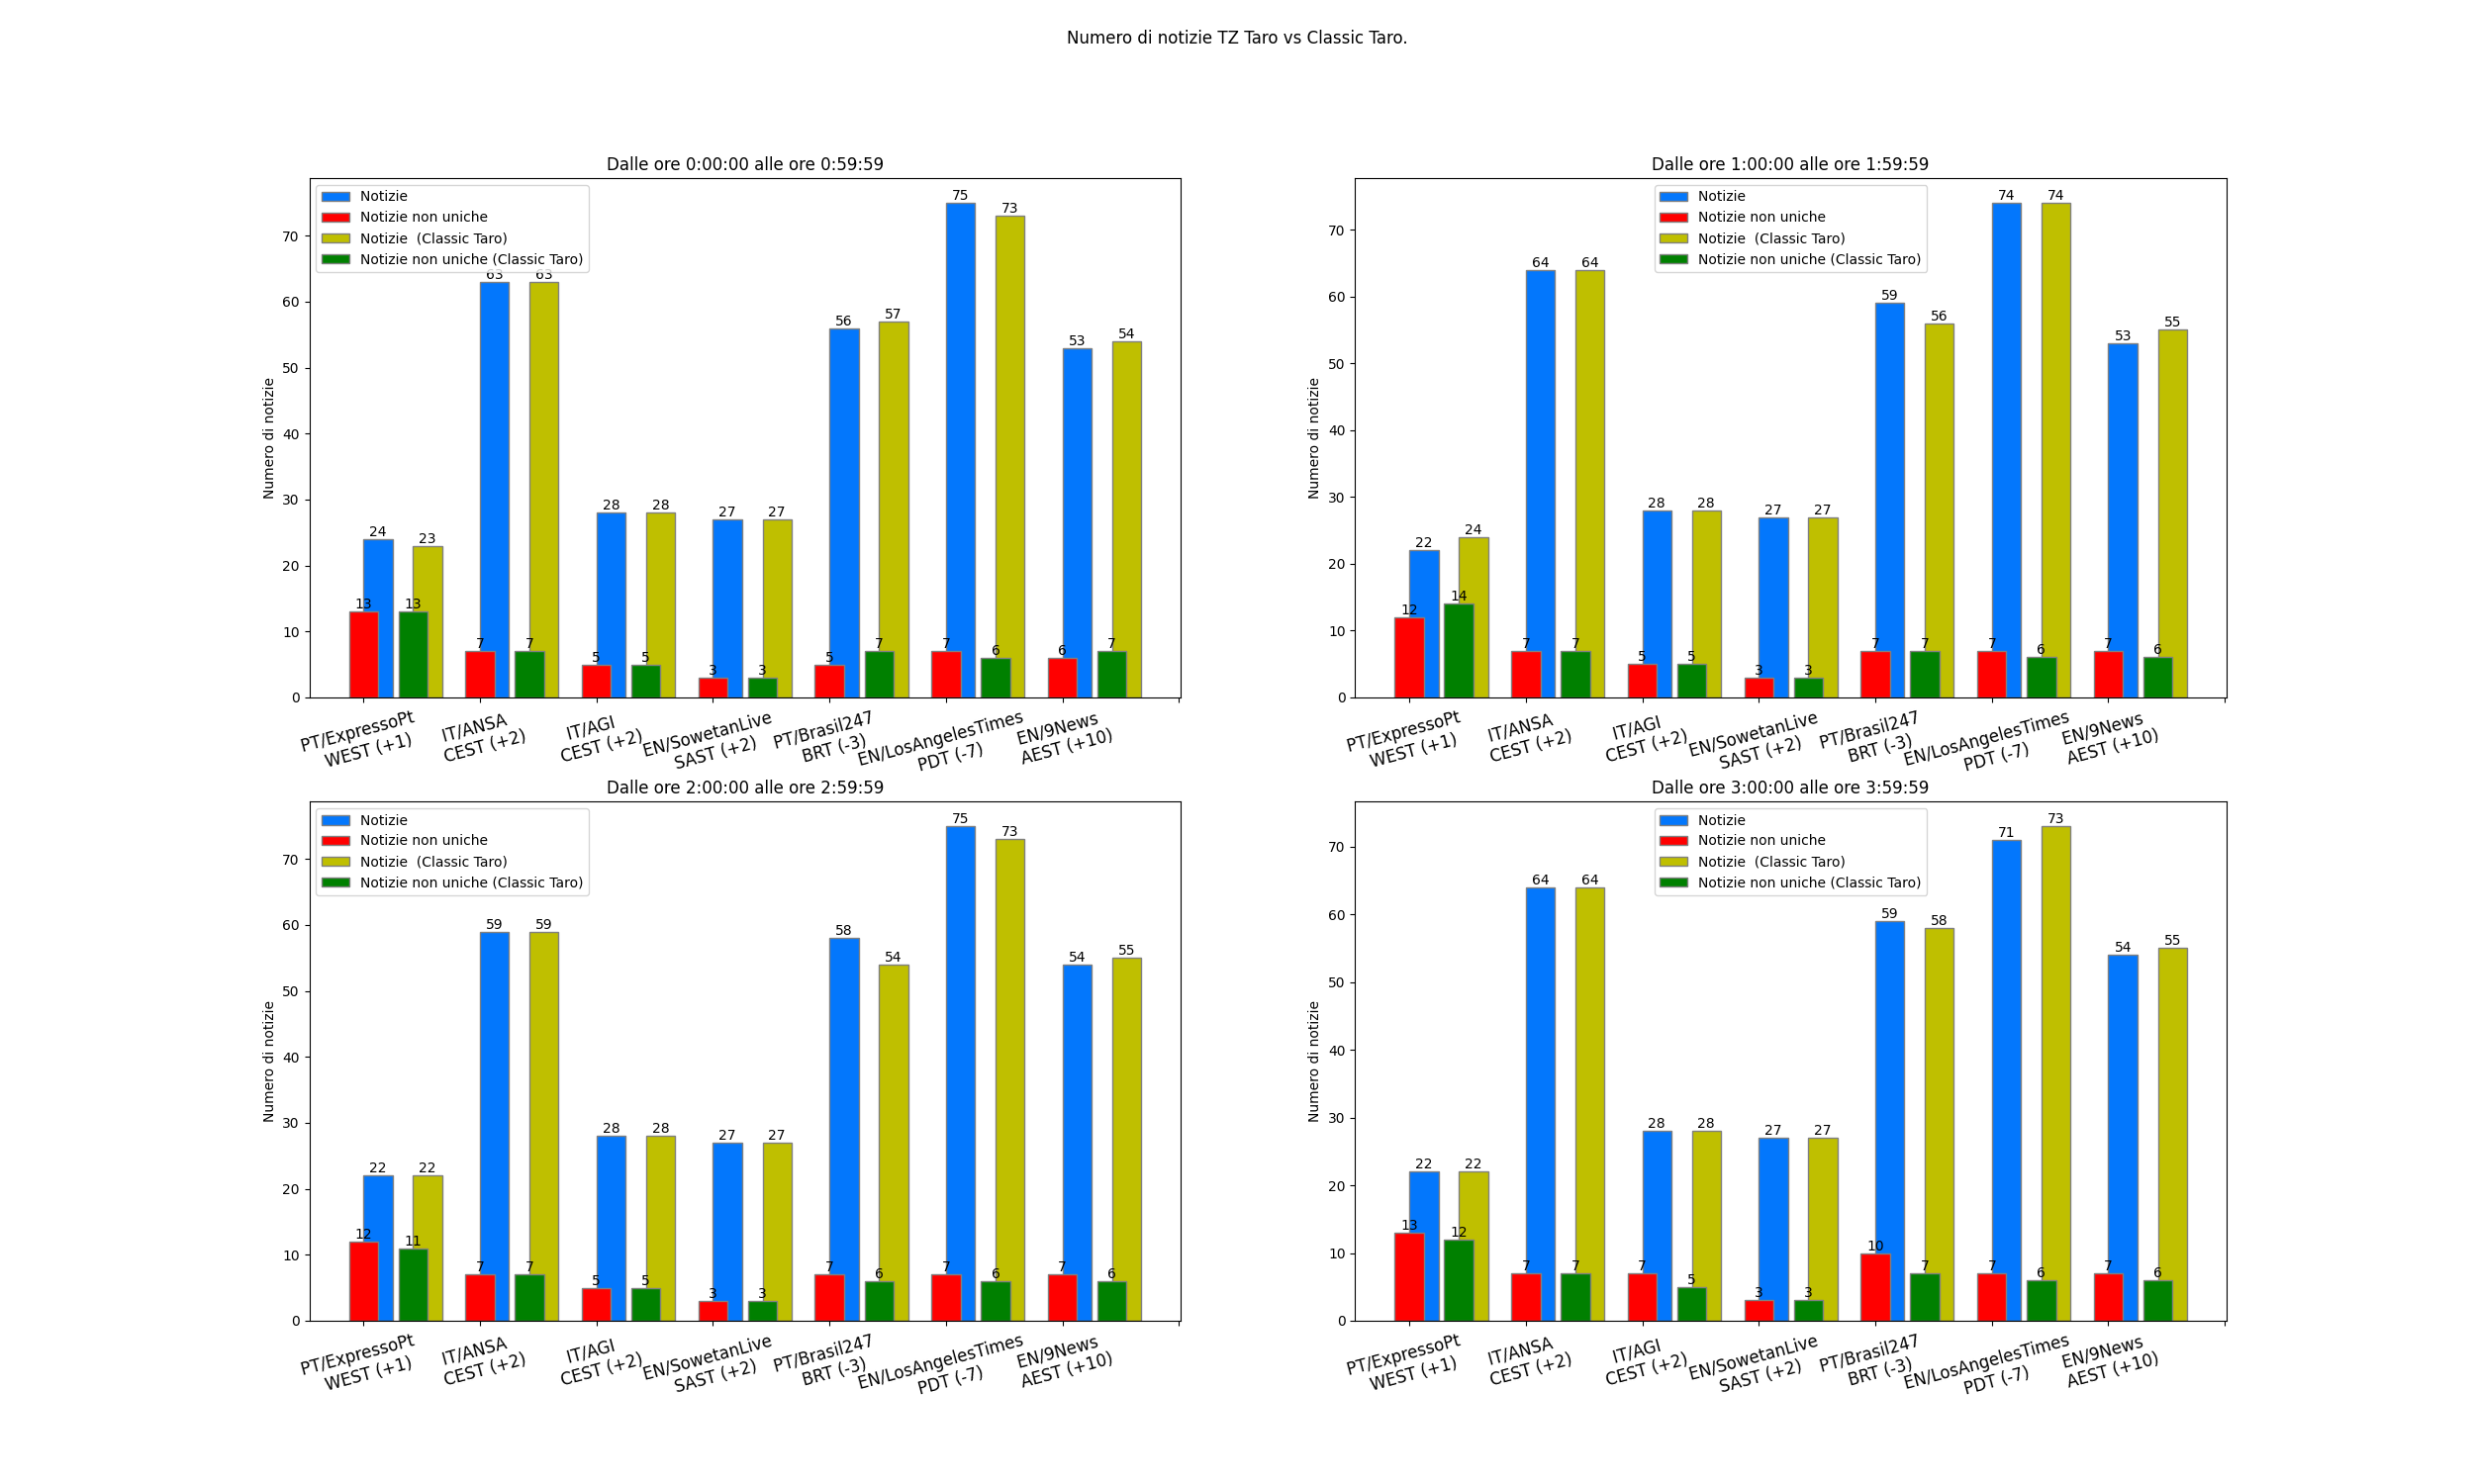 Numero di notizie TZ Taro vs Classic Taro.
Dalle ore 0:00:00 alle ore 0:59:59
Notizie
Notizie non uniche
Notizie  (Classic Taro)
Notizie non uniche (Classic Taro)
Numero di notizie
70
60
50
40
30
20
10
0
24 23 63 63 28 28 27 27 56 57 75 73 53 54
13 13 7 7 5 5 3 3 5 7 7 6 6 7
PT/ExpressoPt
WEST (+1)
IT/ANSA
CEST (+2)
IT/AGI
CEST (+2)
EN/SowetanLive
SAST (+2)
PT/Brasil247
BRT (-3)
EN/LosAngelesTimes
PDT (-7)
EN/9News
AEST (+10)
Dalle ore 1:00:00 alle ore 1:59:59
Notizie
Notizie non uniche
Notizie  (Classic Taro)
Notizie non uniche (Classic Taro)
Numero di notizie
70
60
50
40
30
20
10
0
22 24 64 64 28 28 27 27 59 56 74 74 53 55
12 14 7 7 5 5 3 3 7 7 7 6 7 6
PT/ExpressoPt
WEST (+1)
IT/ANSA
CEST (+2)
IT/AGI
CEST (+2)
EN/SowetanLive
SAST (+2)
PT/Brasil247
BRT (-3)
EN/LosAngelesTimes
PDT (-7)
EN/9News
AEST (+10)
Dalle ore 2:00:00 alle ore 2:59:59
Notizie
Notizie non uniche
Notizie  (Classic Taro)
Notizie non uniche (Classic Taro)
Numero di notizie
70
60
50
40
30
20
10
0
22 22 59 59 28 28 27 27 58 54 75 73 54 55
12 11 7 7 5 5 3 3 7 6 7 6 7 6
PT/ExpressoPt
WEST (+1)
IT/ANSA
CEST (+2)
IT/AGI
CEST (+2)
EN/SowetanLive
SAST (+2)
PT/Brasil247
BRT (-3)
EN/LosAngelesTimes
PDT (-7)
EN/9News
AEST (+10)
Dalle ore 3:00:00 alle ore 3:59:59
Notizie
Notizie non uniche
Notizie  (Classic Taro)
Notizie non uniche (Classic Taro)
Numero di notizie
70
60
50
40
30
20
10
0
22 22 64 64 28 28 27 27 59 58 71 73 54 55
13 12 7 7 7 5 3 3 10 7 7 6 7 6
PT/ExpressoPt
WEST (+1)
IT/ANSA
CEST (+2)
IT/AGI
CEST (+2)
EN/SowetanLive
SAST (+2)
PT/Brasil247
BRT (-3)
EN/LosAngelesTimes
PDT (-7)
EN/9News
AEST (+10)